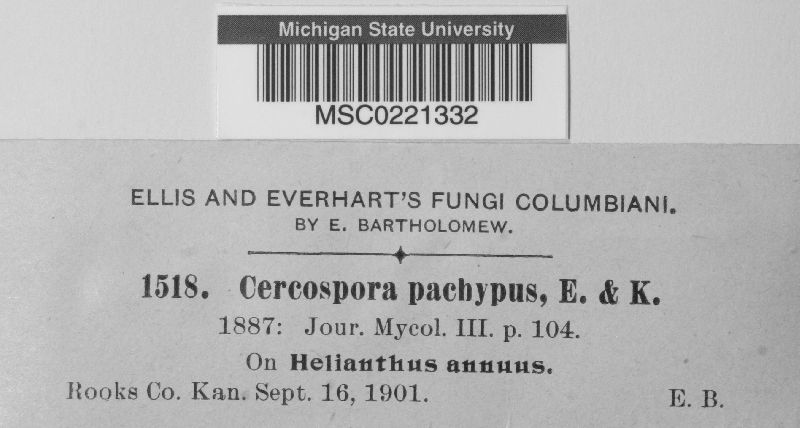 Michigan State University
MSC0221332
ELLIS AND EVERHART'S FUNGI COLUMBIANI.
BY E. BARTHOLOMEW.
1518. Cercospora pachypus, E. & K.
1887: Jour. Mycol. III. p. 104.
On Helianthus annuus.
Rooks Co. Kan. Sept. 16, 1901. E. B.